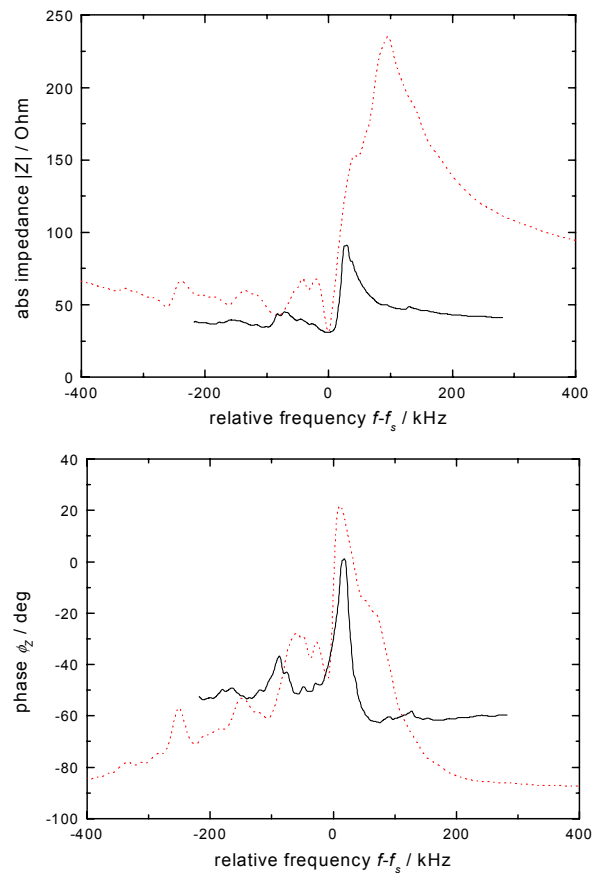 250
200
150
100
50
0
abs impedance |Z| / Ohm
-400 -200 0 200 400
relative frequency f-fs / kHz
40
20
0
-20
-40
-60
-80
-100
phase ϕZ / deg
-400 -200 0 200 400
relative frequency f-fs / kHz